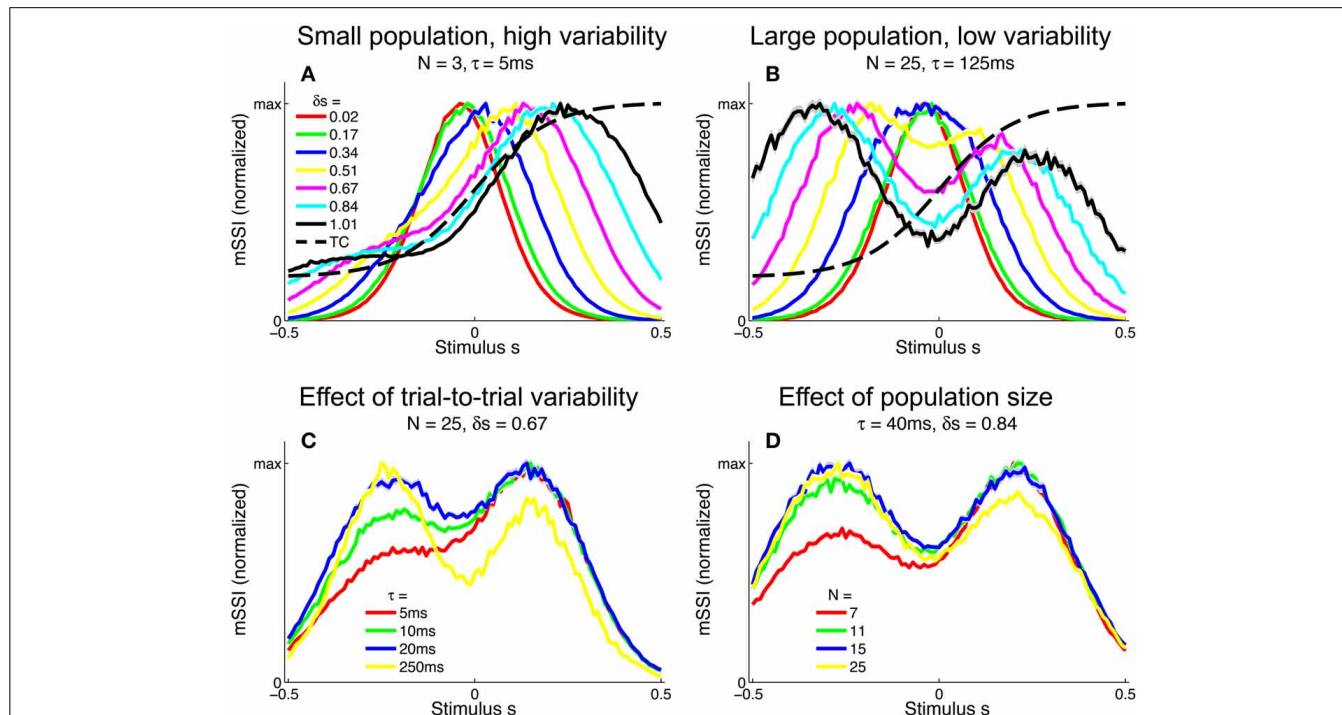 Small population, high variability
N = 3, τ = 5ms
A
δs =
0.02
0.17
0.34
0.51
0.67
0.84
1.01
TC
max
0
mSSI (normalized)
-0.5
0
0.5
Stimulus s
Large population, low variability
N = 25, τ = 125ms
B
max
0
mSSI (normalized)
-0.5
0
0.5
Stimulus s
Effect of trial-to-trial variability
N = 25, δs = 0.67
C
max
0
mSSI (normalized)
τ =
5ms
10ms
20ms
250ms
-0.5
0
0.5
Stimulus s
Effect of population size
τ = 40ms, δs = 0.84
D
max
0
mSSI (normalized)
N =
7
11
15
25
-0.5
0
0.5
Stimulus s